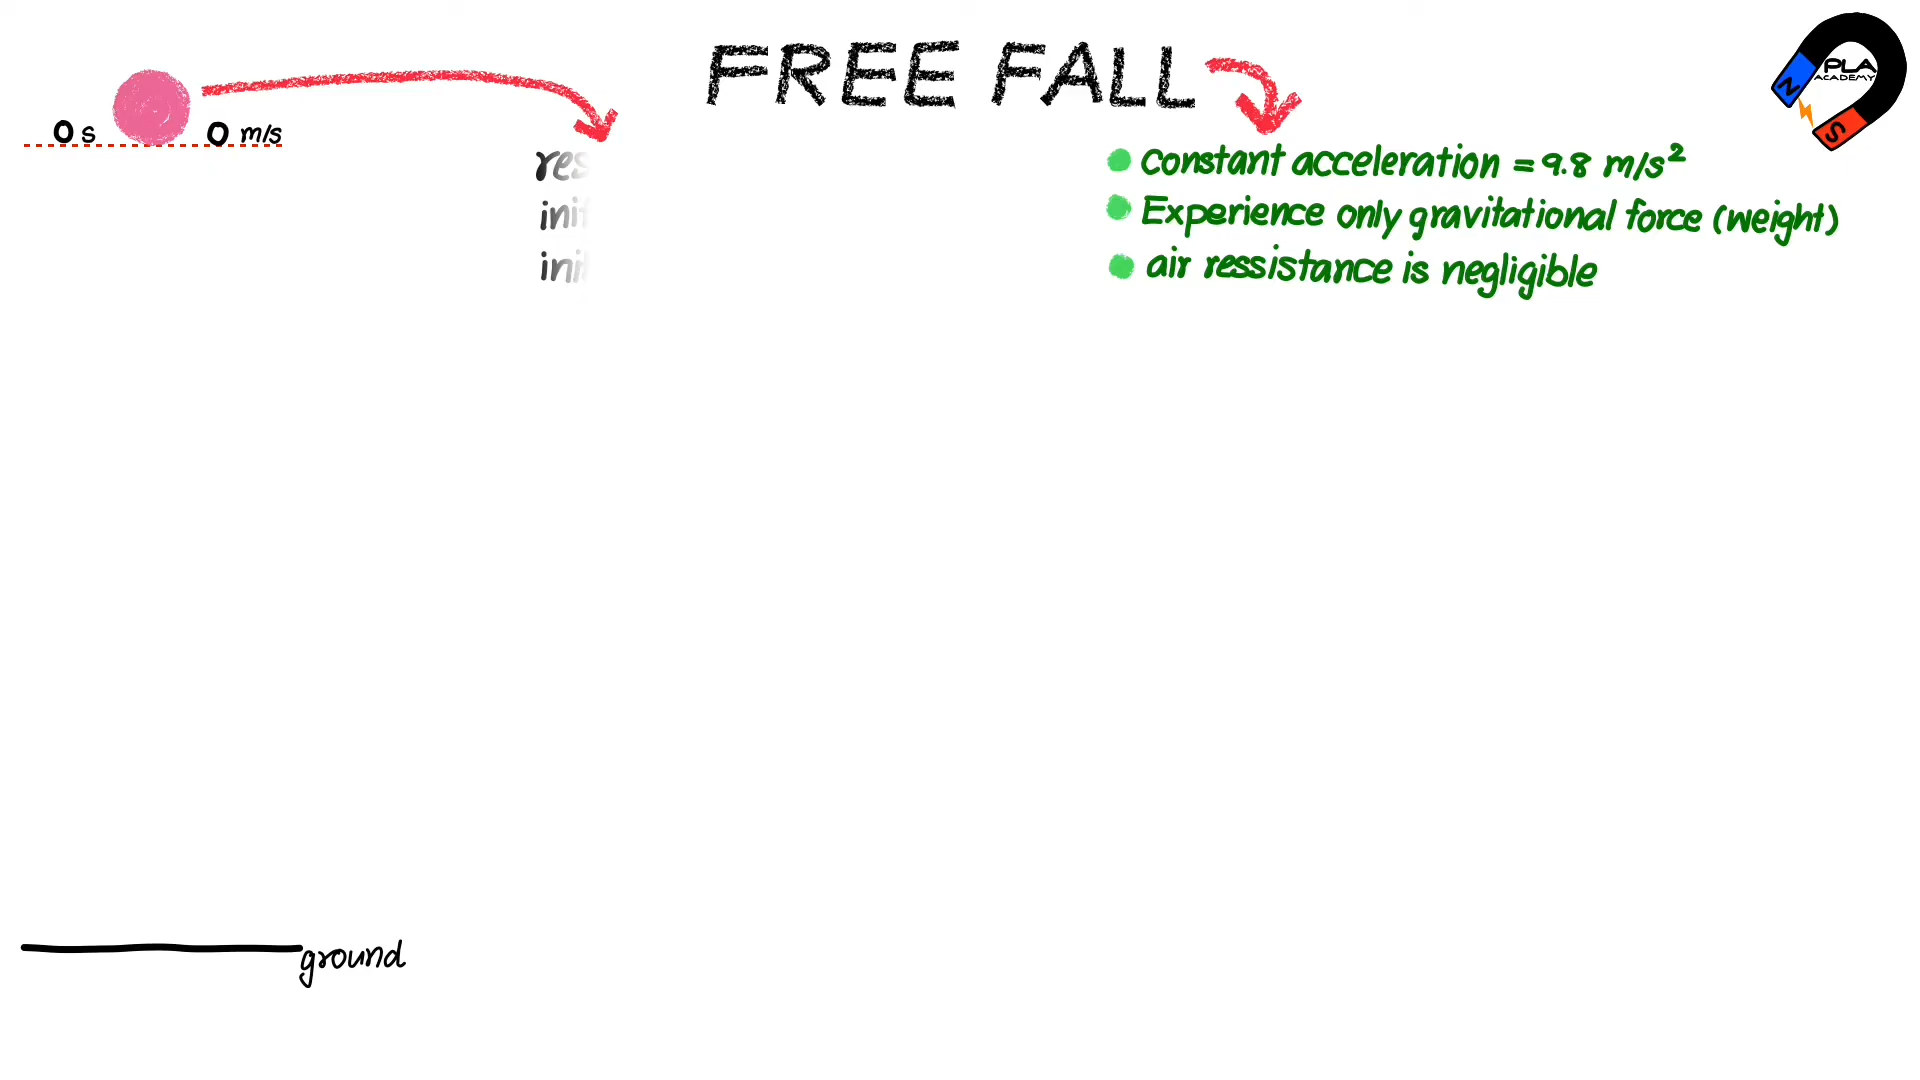 FREE FALL
PLA
ACADEMY
N
S
0 s
0 m/s
constant acceleration = 9.8 m/s²
Experience only gravitational force (weight)
air ressistance is negligible
ground